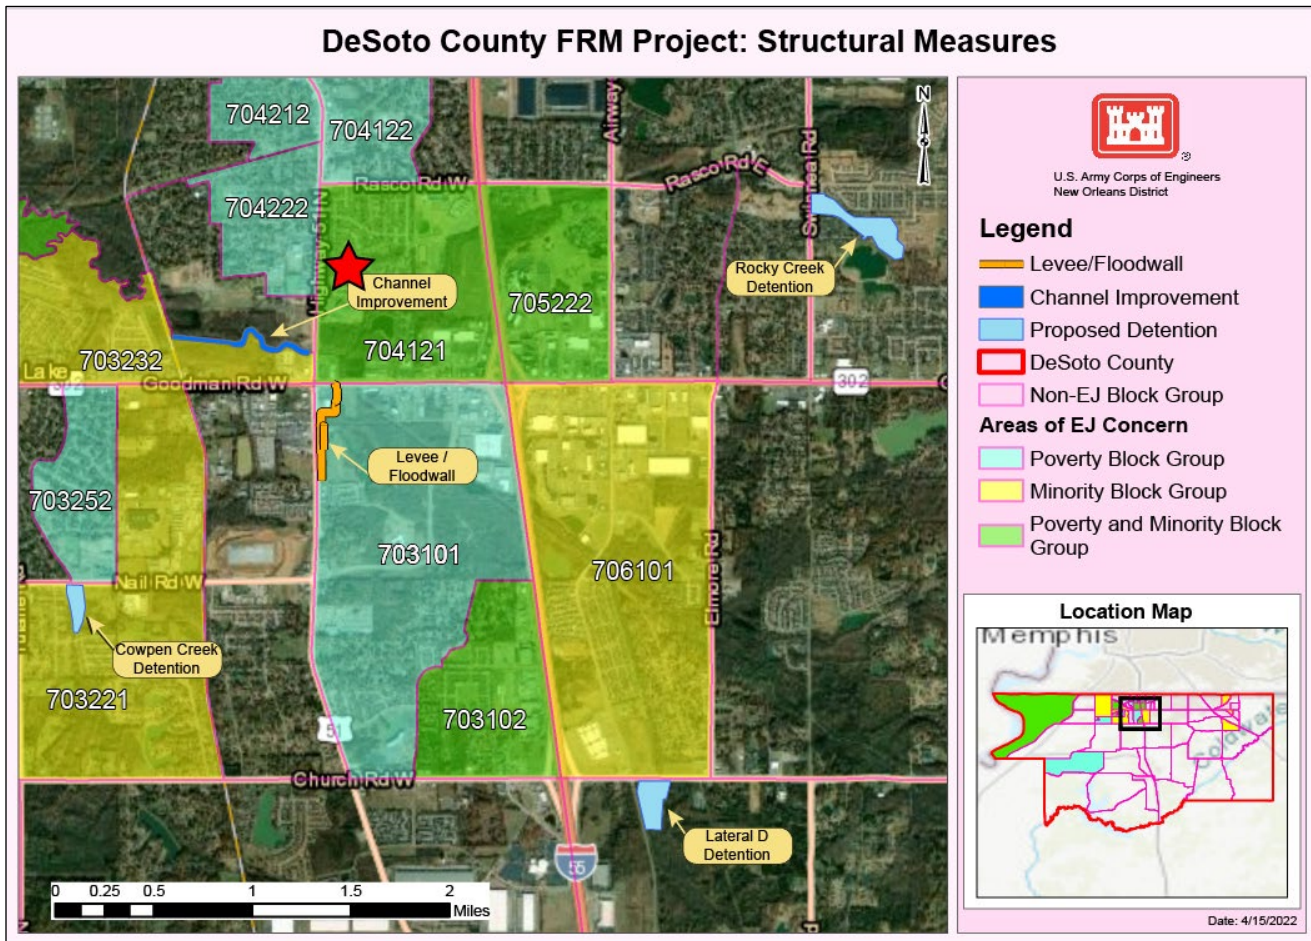 DeSoto County FRM Project: Structural Measures
704212
704122
Airway
N
Rasco Rd W
Rasco Rd E
Swinnea Rd
704222
Highway 51 N
Channel
Improvement
Rocky Creek
Detention
705222
704121
703232
Lake
302
Goodman Rd W
302
Levee /
Floodwall
703252
703101
706101
Elmore Rd
Nail Rd W
Cowpen Creek
Detention
703221
703102
51
Church Rd W
Lateral D
Detention
55
0 0.25 0.5 1 1.5 2
Miles
U.S. Army Corps of Engineers
New Orleans District
Legend
Levee/Floodwall
Channel Improvement
Proposed Detention
DeSoto County
Non-EJ Block Group
Areas of EJ Concern
Poverty Block Group
Minority Block Group
Poverty and Minority Block
Group
Location Map
Memphis
Coldwater
Date: 4/15/2022